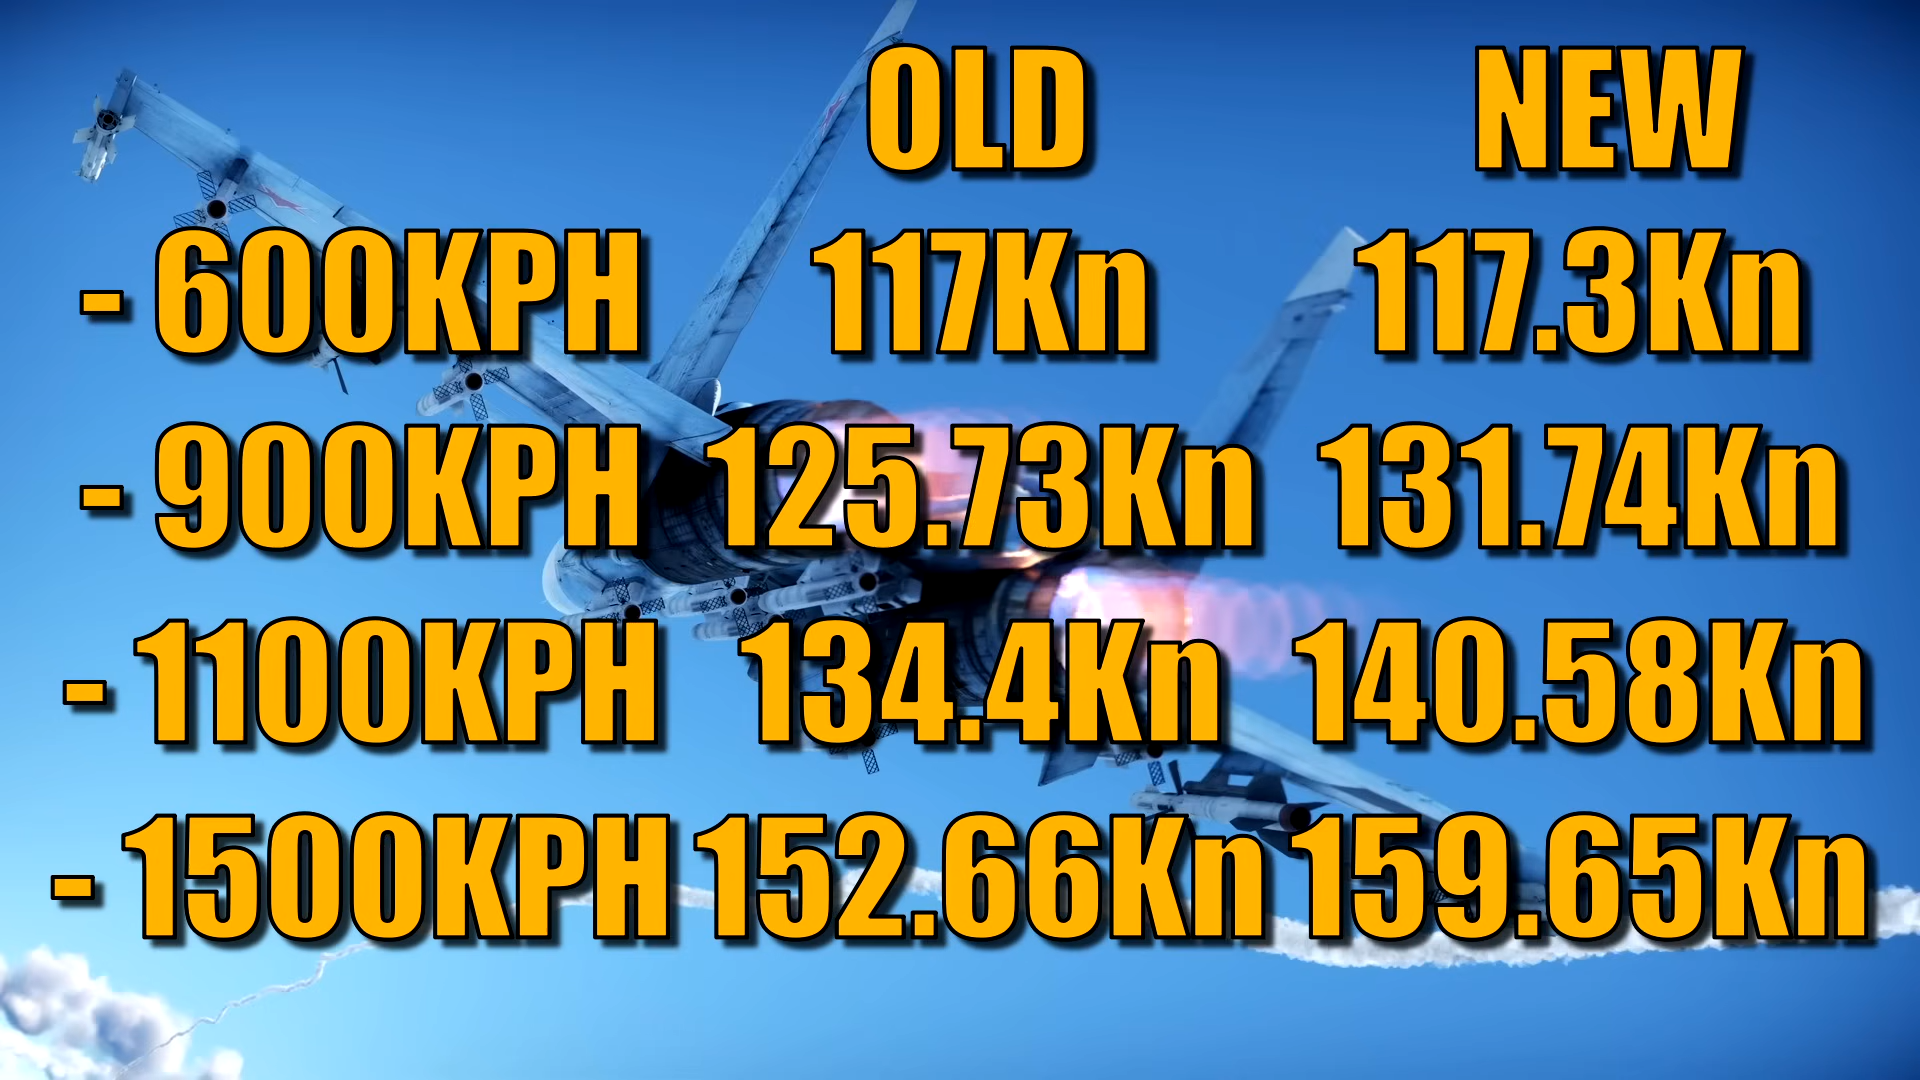 OLD NEW
- 600KPH 117Kn 117.3Kn
- 900KPH 125.73Kn 131.74Kn
- 1100KPH 134.4Kn 140.58Kn
- 1500KPH 152.66Kn 159.65Kn